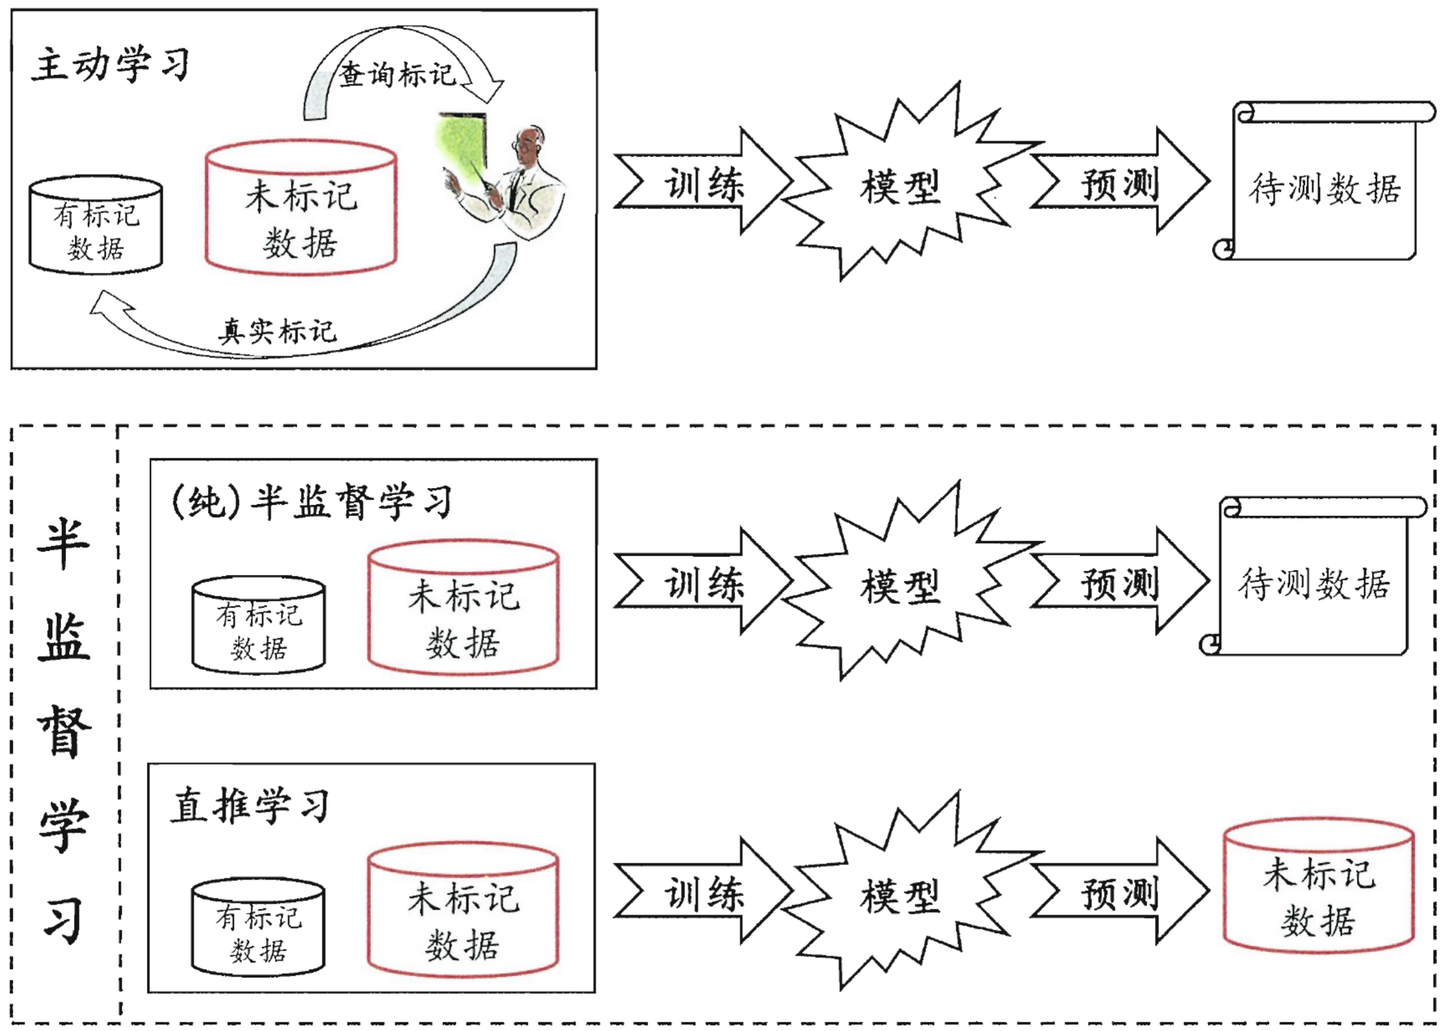 主动学习
查询标记
有标记
数据
未标记
数据
真实标记
训练
模型
预测
待测数据
半
监
督
学
习
(纯)半监督学习
有标记
数据
未标记
数据
训练
模型
预测
待测数据
直推学习
有标记
数据
未标记
数据
训练
模型
预测
未标记
数据